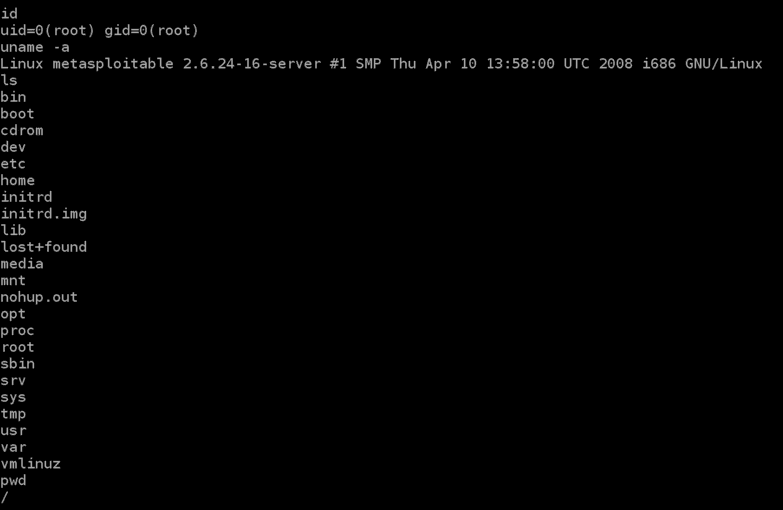 id
uid=0(root) gid=0(root)
uname -a
Linux metasploitable 2.6.24-16-server #1 SMP Thu Apr 10 13:58:00 UTC 2008 i686 GNU/Linux
ls
bin
boot
cdrom
dev
etc
home
initrd
initrd.img
lib
lost+found
media
mnt
nohup.out
opt
proc
root
sbin
srv
sys
tmp
usr
var
vmlinuz
pwd
/